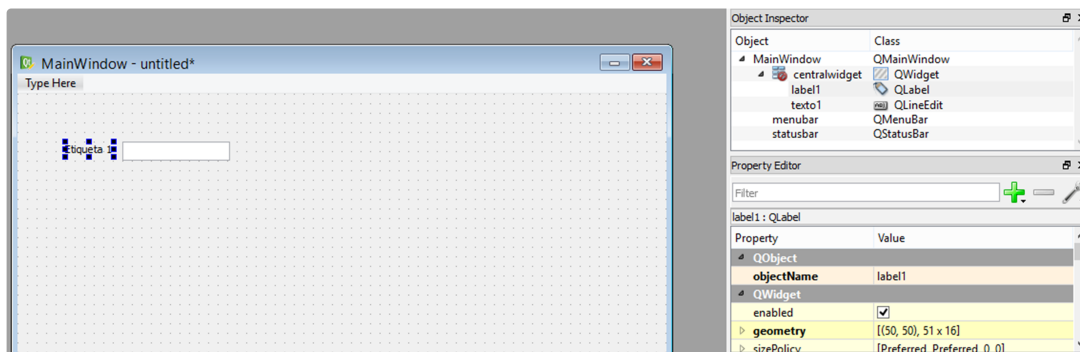 Object Inspector
Object Class
MainWindow QMainWindow
centralwidget QWidget
label1 QLabel
texto1 QLineEdit
menubar QMenuBar
statusbar QStatusBar
MainWindow - untitled*
Type Here
Etiqueta 1
Property Editor
Filter
label1 : QLabel
Property Value
QObject
objectName label1
QWidget
enabled
geometry [(50, 50), 51 x 16]
sizePolicy [Preferred, Preferred, 0, 0]